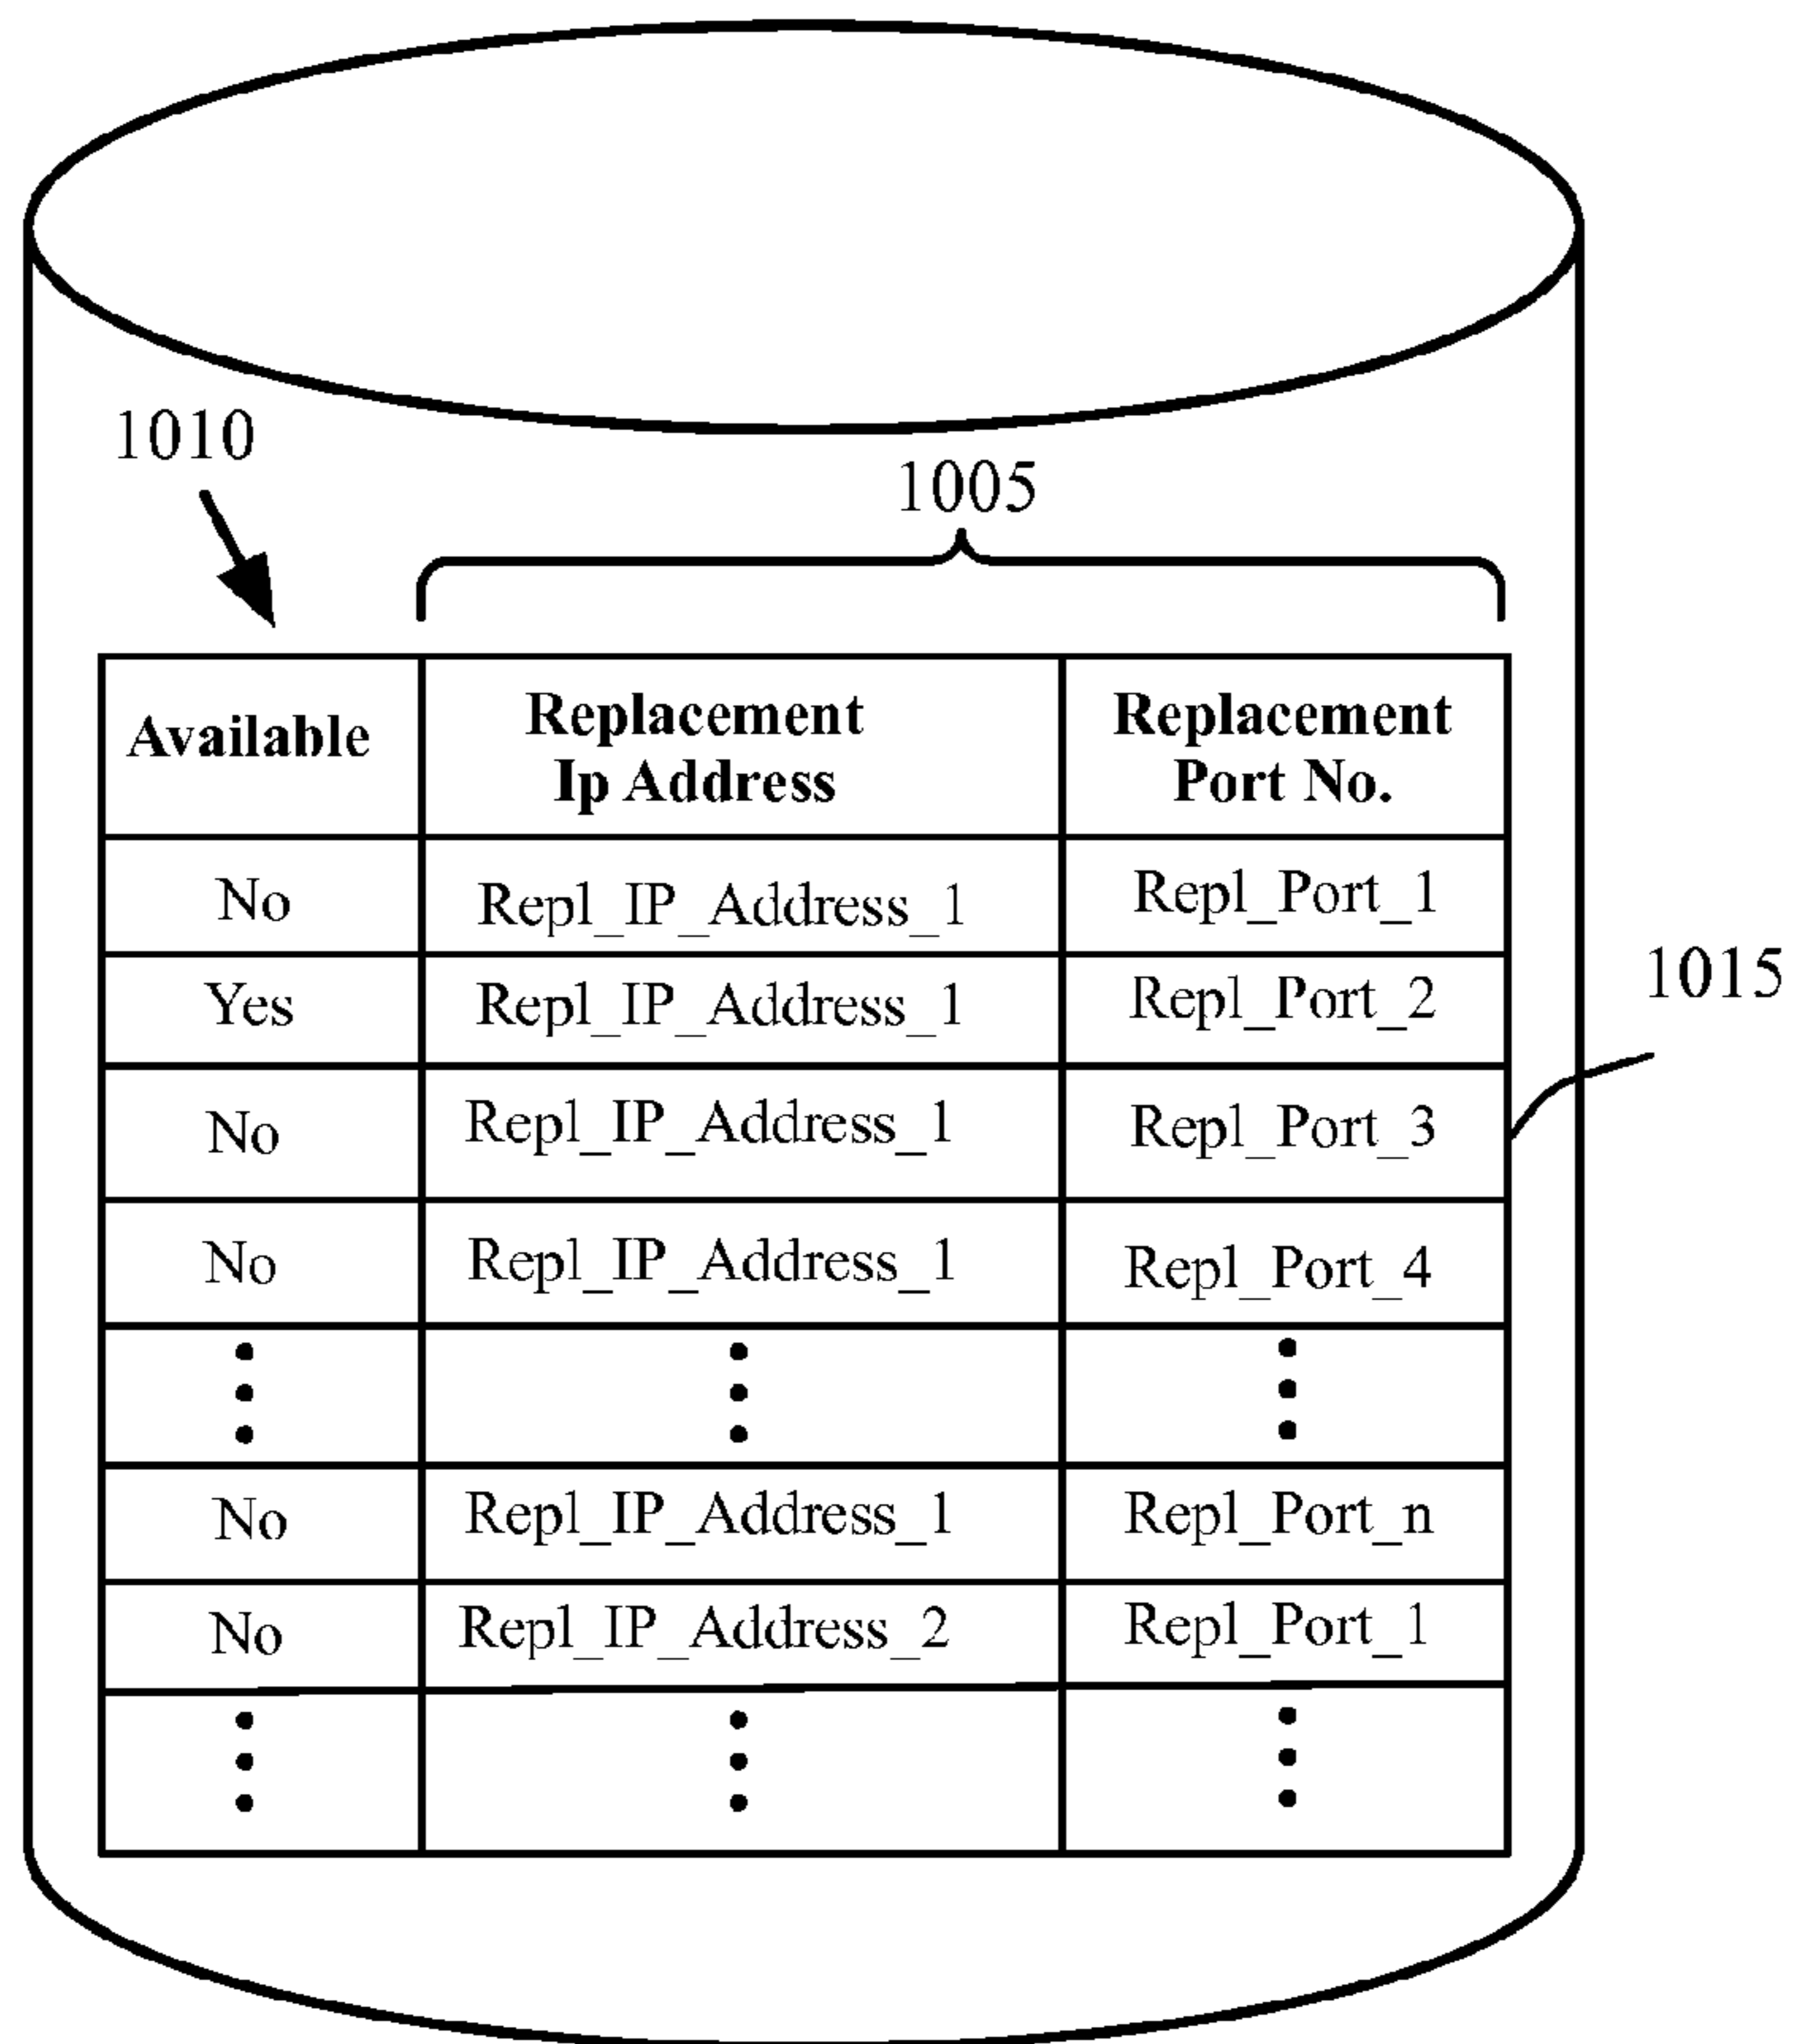 1010
1005
Available Replacement Ip Address Replacement Port No.
No Repl_IP_Address_1 Repl_Port_1
Yes Repl_IP_Address_1 Repl_Port_2
1015
No Repl_IP_Address_1 Repl_Port_3
No Repl_IP_Address_1 Repl_Port_4
No Repl_IP_Address_1 Repl_Port_n
No Repl_IP_Address_2 Repl_Port_1